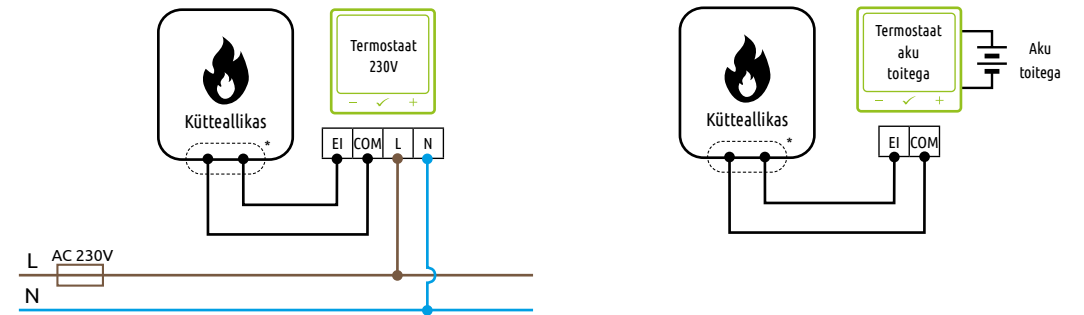 Termostaat
230V
− ✓ +
Kütteallikas
*
EI COM L N
L AC 230V
N
Termostaat
aku
toitega
− ✓ +
Aku
toitega
Kütteallikas
*
EI COM